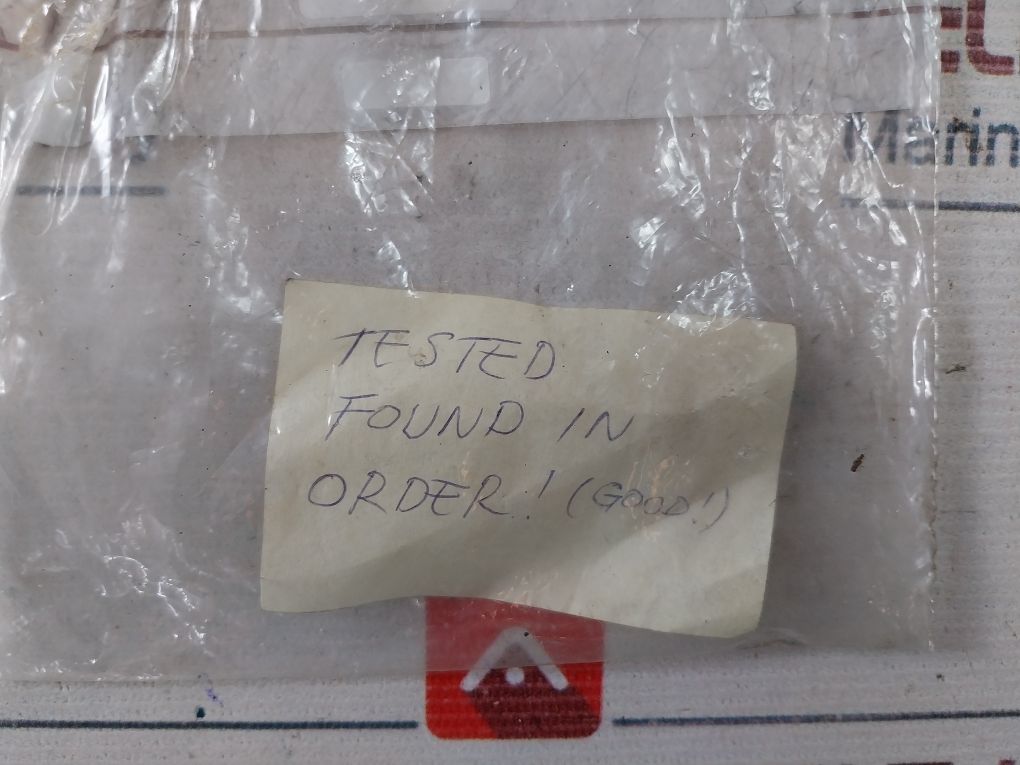 Marin
TESTED
FOUND IN
ORDER! (GOOD!)